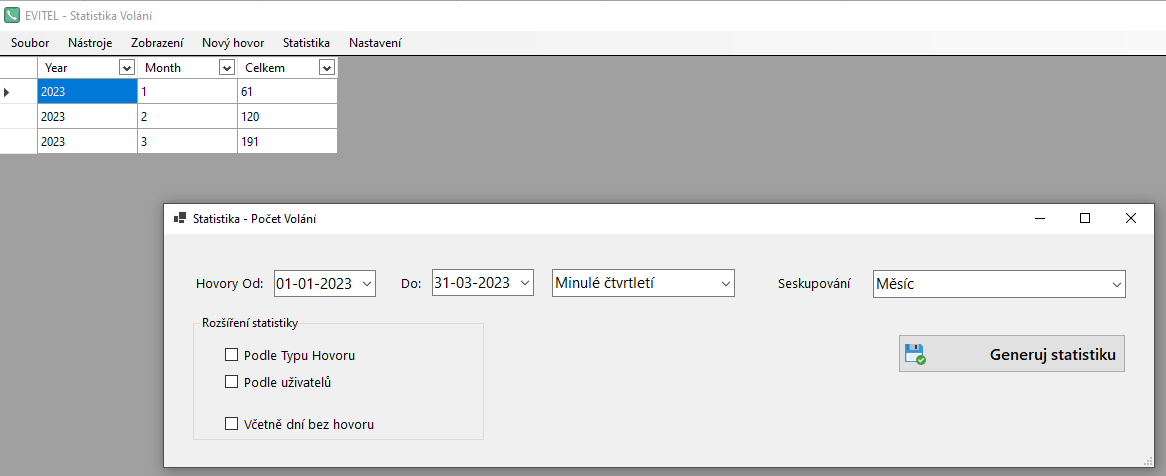 EVITEL - Statistika Volání
Soubor Nástroje Zobrazení Nový hovor Statistika Nastavení
Year Month Celkem
2023 1 61
2023 2 120
2023 3 191
Statistika - Počet Volání
Hovory Od: 01-01-2023 Do: 31-03-2023 Minulé čtvrtletí Seskupování Měsíc
Rozšíření statistiky
Podle Typu Hovoru
Generuj statistiku
Podle uživatelů
Včetně dní bez hovoru